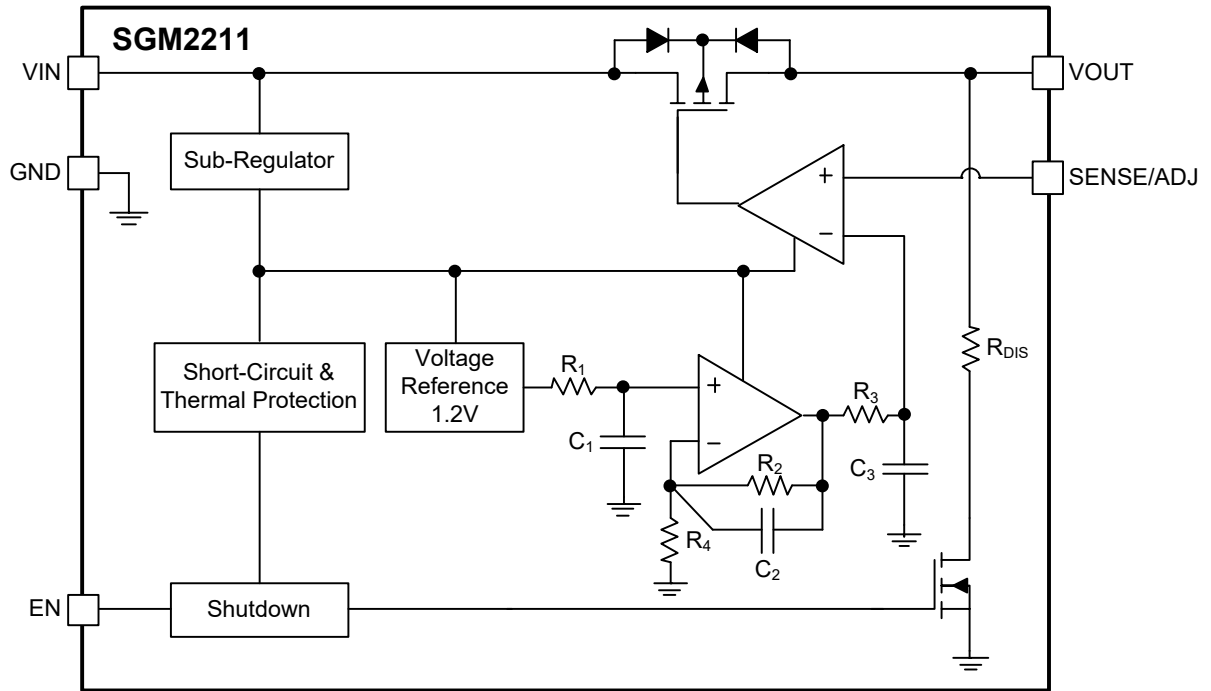 SGM2211
VIN
VOUT
GND
Sub-Regulator
SENSE/ADJ
+
−
Short-Circuit &
Thermal Protection
Voltage
Reference
1.2V
R1
C1
+
−
R3
C3
RDIS
R2
C2
R4
EN
Shutdown